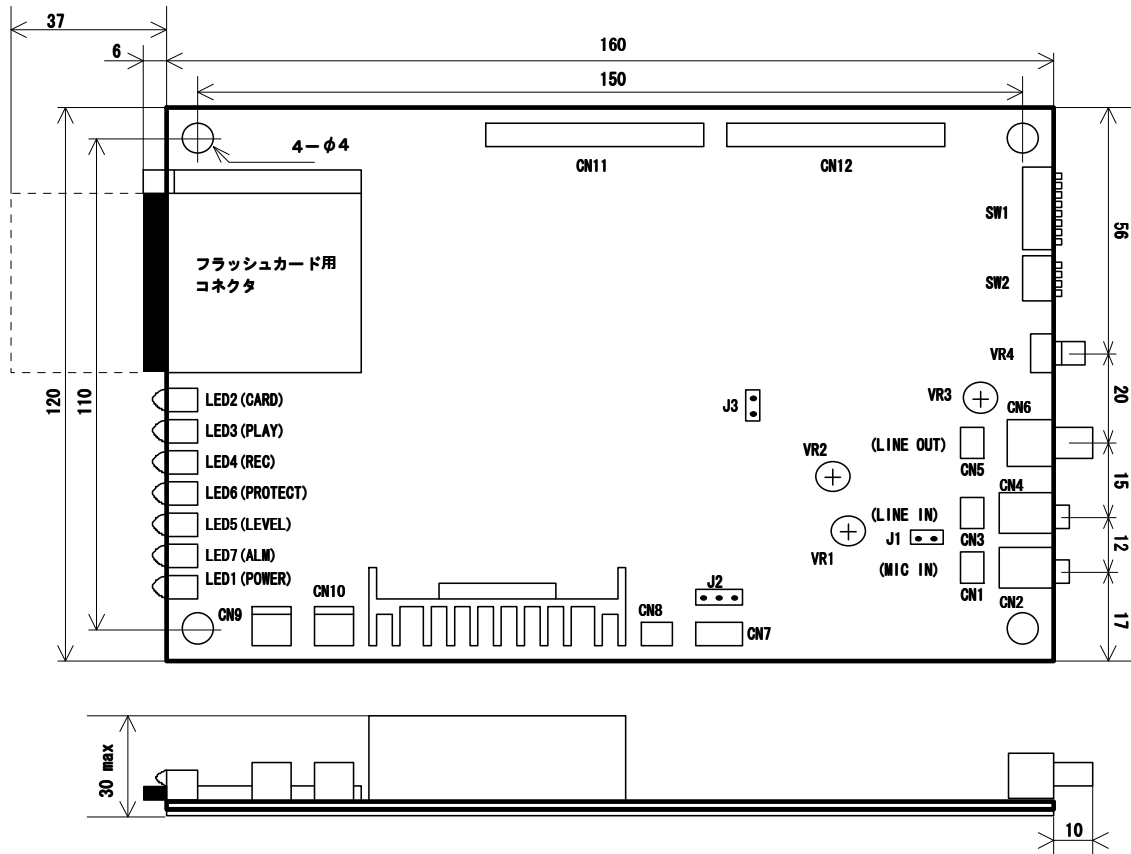 37
6
160
150
4-φ4
CN11
CN12
SW1
56
フラッシュカード用
コネクタ
SW2
VR4
120
110
LED2(CARD)
LED3(PLAY)
LED4(REC)
LED6(PROTECT)
LED5(LEVEL)
LED7(ALM)
LED1(POWER)
J3
VR3
CN6
20
(LINE OUT)
VR2
CN5
CN4
15
(LINE IN)
J1
CN3
VR1
12
(MIC IN)
CN9
CN10
J2
CN1
CN2
CN8
CN7
17
30 max
10